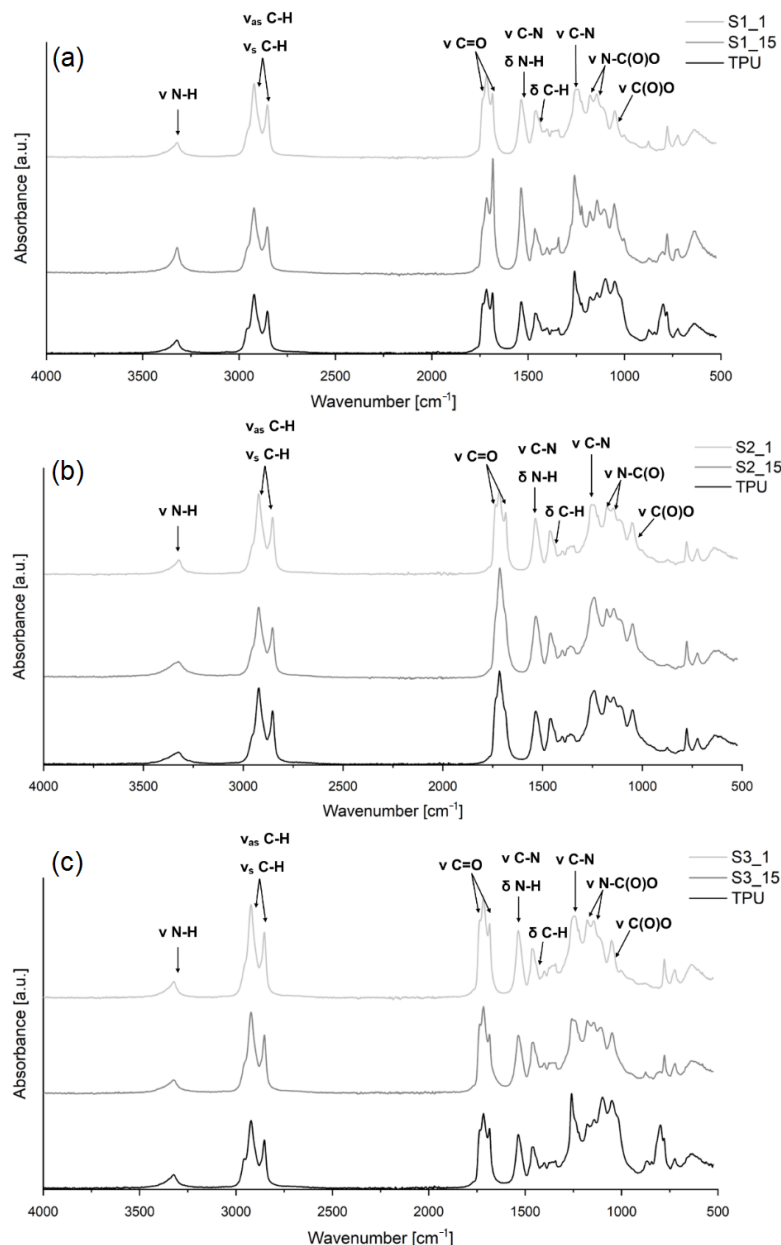 (a)
νas C-H
νs C-H
ν N-H
ν C=O
ν C-N
δ N-H
δ C-H
ν C-N
ν N-C(O)O
ν C(O)O
S1_1
S1_15
TPU
Absorbance [a.u.]
4000 3500 3000 2500 2000 1500 1000 500
Wavenumber [cm⁻¹]
(b)
νas C-H
νs C-H
ν N-H
ν C=O
ν C-N
δ N-H
δ C-H
ν C-N
ν N-C(O)
ν C(O)O
S2_1
S2_15
TPU
Absorbance [a.u.]
4000 3500 3000 2500 2000 1500 1000 500
Wavenumber [cm⁻¹]
(c)
νas C-H
νs C-H
ν N-H
ν C=O
ν C-N
δ N-H
δ C-H
ν C-N
ν N-C(O)O
ν C(O)O
S3_1
S3_15
TPU
Absorbance [a.u.]
4000 3500 3000 2500 2000 1500 1000 500
Wavenumber [cm⁻¹]